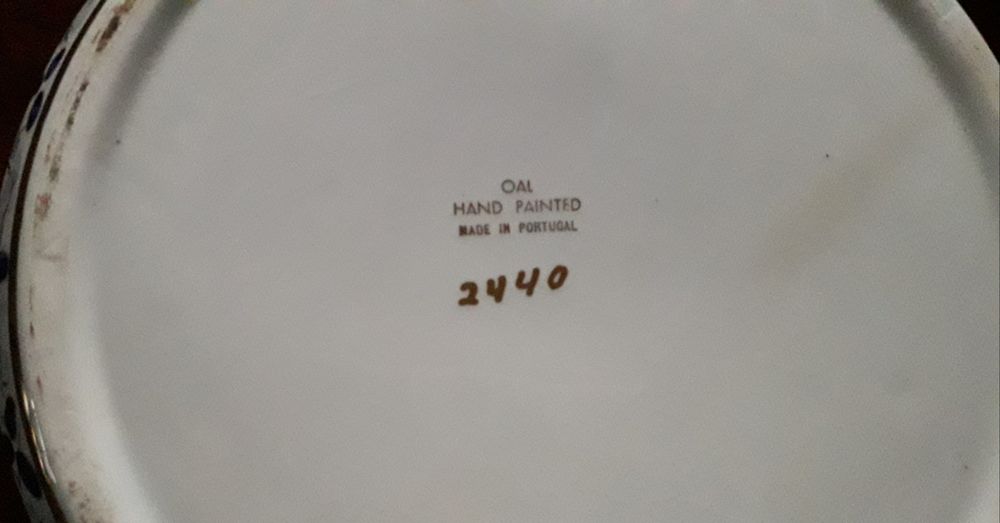 OAL
HAND PAINTED
MADE IN PORTUGAL
2440